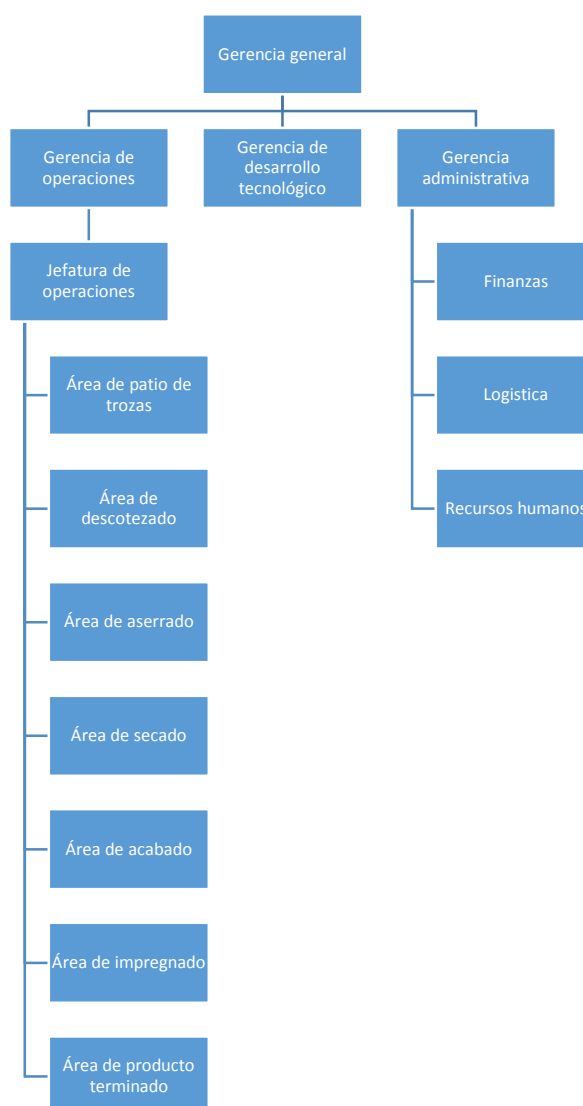 Gerencia general
Gerencia de
operaciones
Gerencia de
desarrollo
tecnológico
Gerencia
administrativa
Jefatura de
operaciones
Finanzas
Área de patio de
trozas
Logistica
Área de
descotezado
Recursos humanos
Área de aserrado
Área de secado
Área de acabado
Área de impregnado
Área de producto
terminado